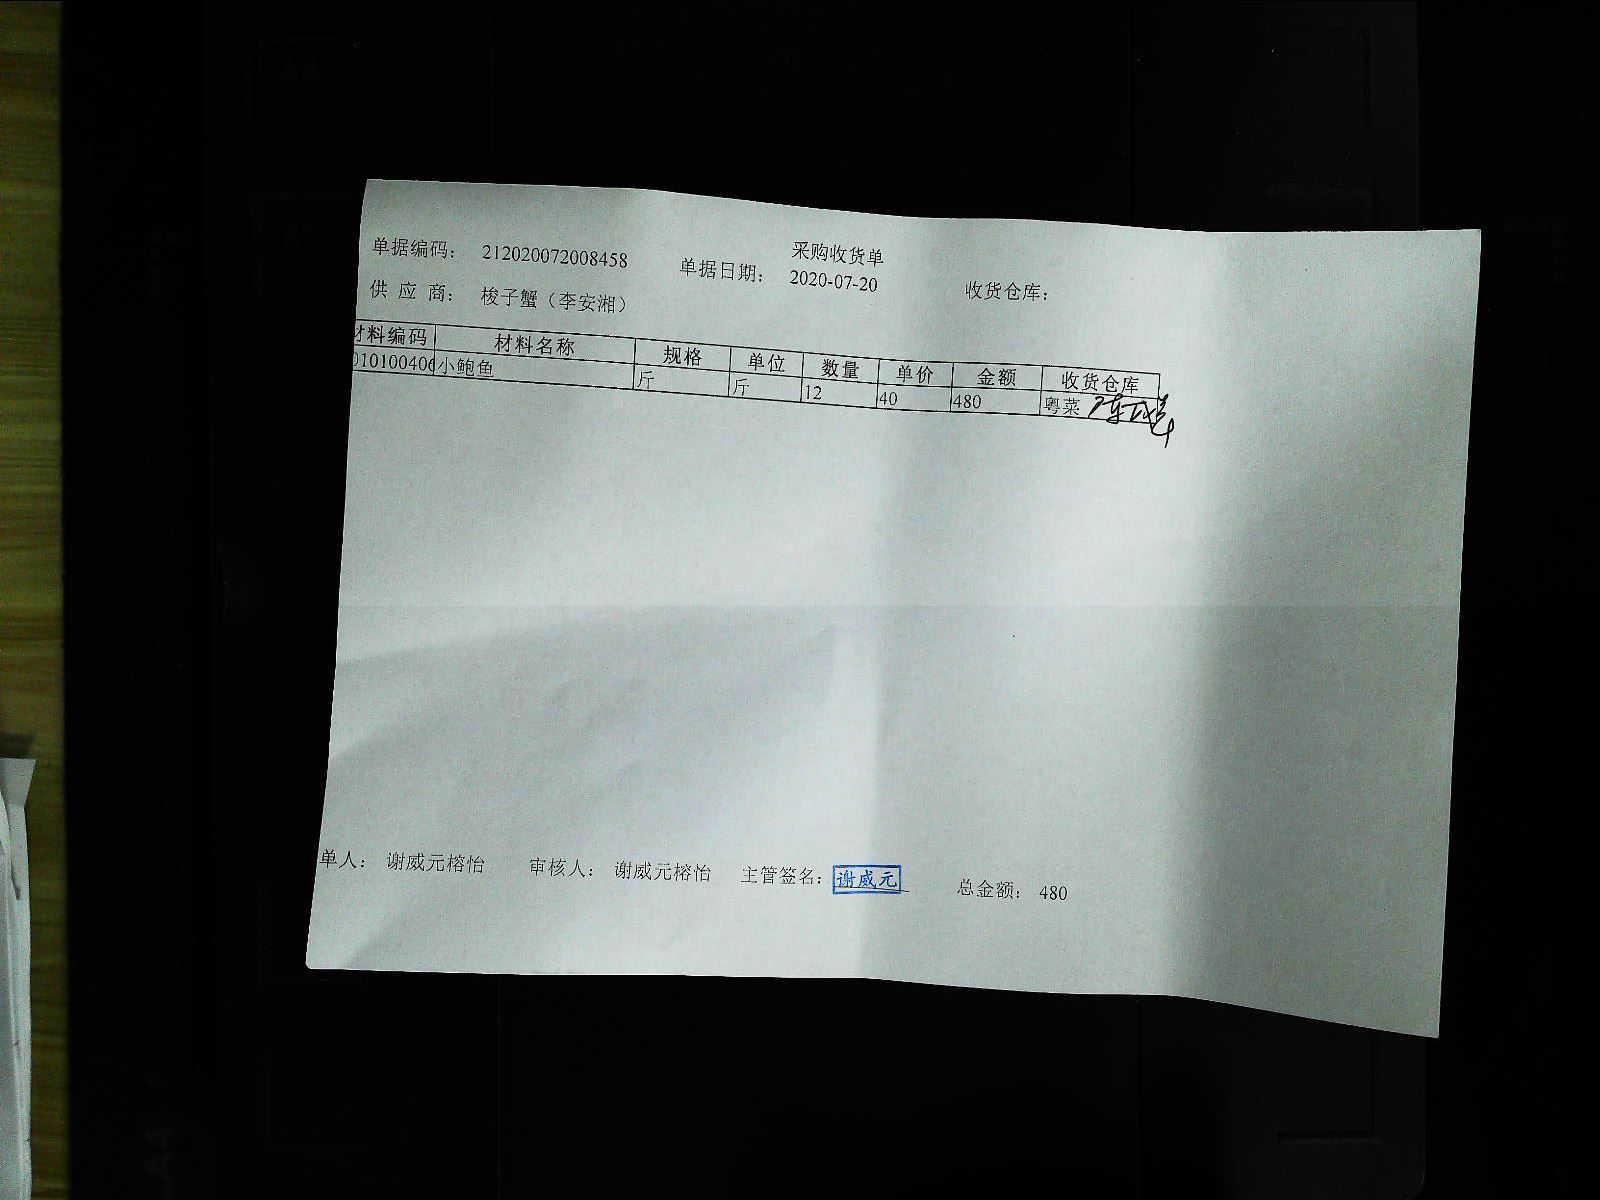 采购收货单
单据编码： 212020072008458 单据日期： 2020-07-20 收货仓库：
供 应 商： 梭子蟹（李安湘）
材料编码 材料名称 规格 单位 数量 单价 金额 收货仓库
010100406 小鲍鱼 斤 斤 12 40 480 粤菜
单人： 谢威元榕怡 审核人： 谢威元榕怡 主管签名： 谢威元 总金额： 480